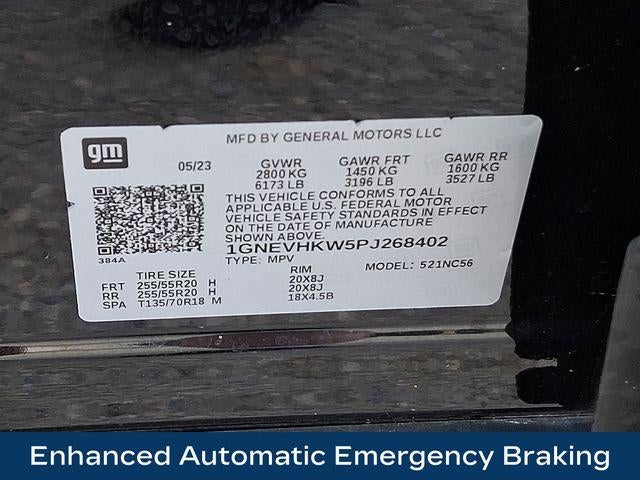 gm
MFD BY GENERAL MOTORS LLC
05/23
GVWR
2800 KG
6173 LB
GAWR FRT
1450 KG
3196 LB
GAWR RR
1600 KG
3527 LB
THIS VEHICLE CONFORMS TO ALL
APPLICABLE U.S. FEDERAL MOTOR
VEHICLE SAFETY STANDARDS IN EFFECT
ON THE DATE OF MANUFACTURE
SHOWN ABOVE.
384A
1GNEVHKW5PJ268402
TYPE: MPV
MODEL: 521NC56
TIRE SIZE
RIM
FRT 255/55R20 H 20X8J
RR 255/55R20 H 20X8J
SPA T135/70R18 M 18X4.5B
Enhanced Automatic Emergency Braking